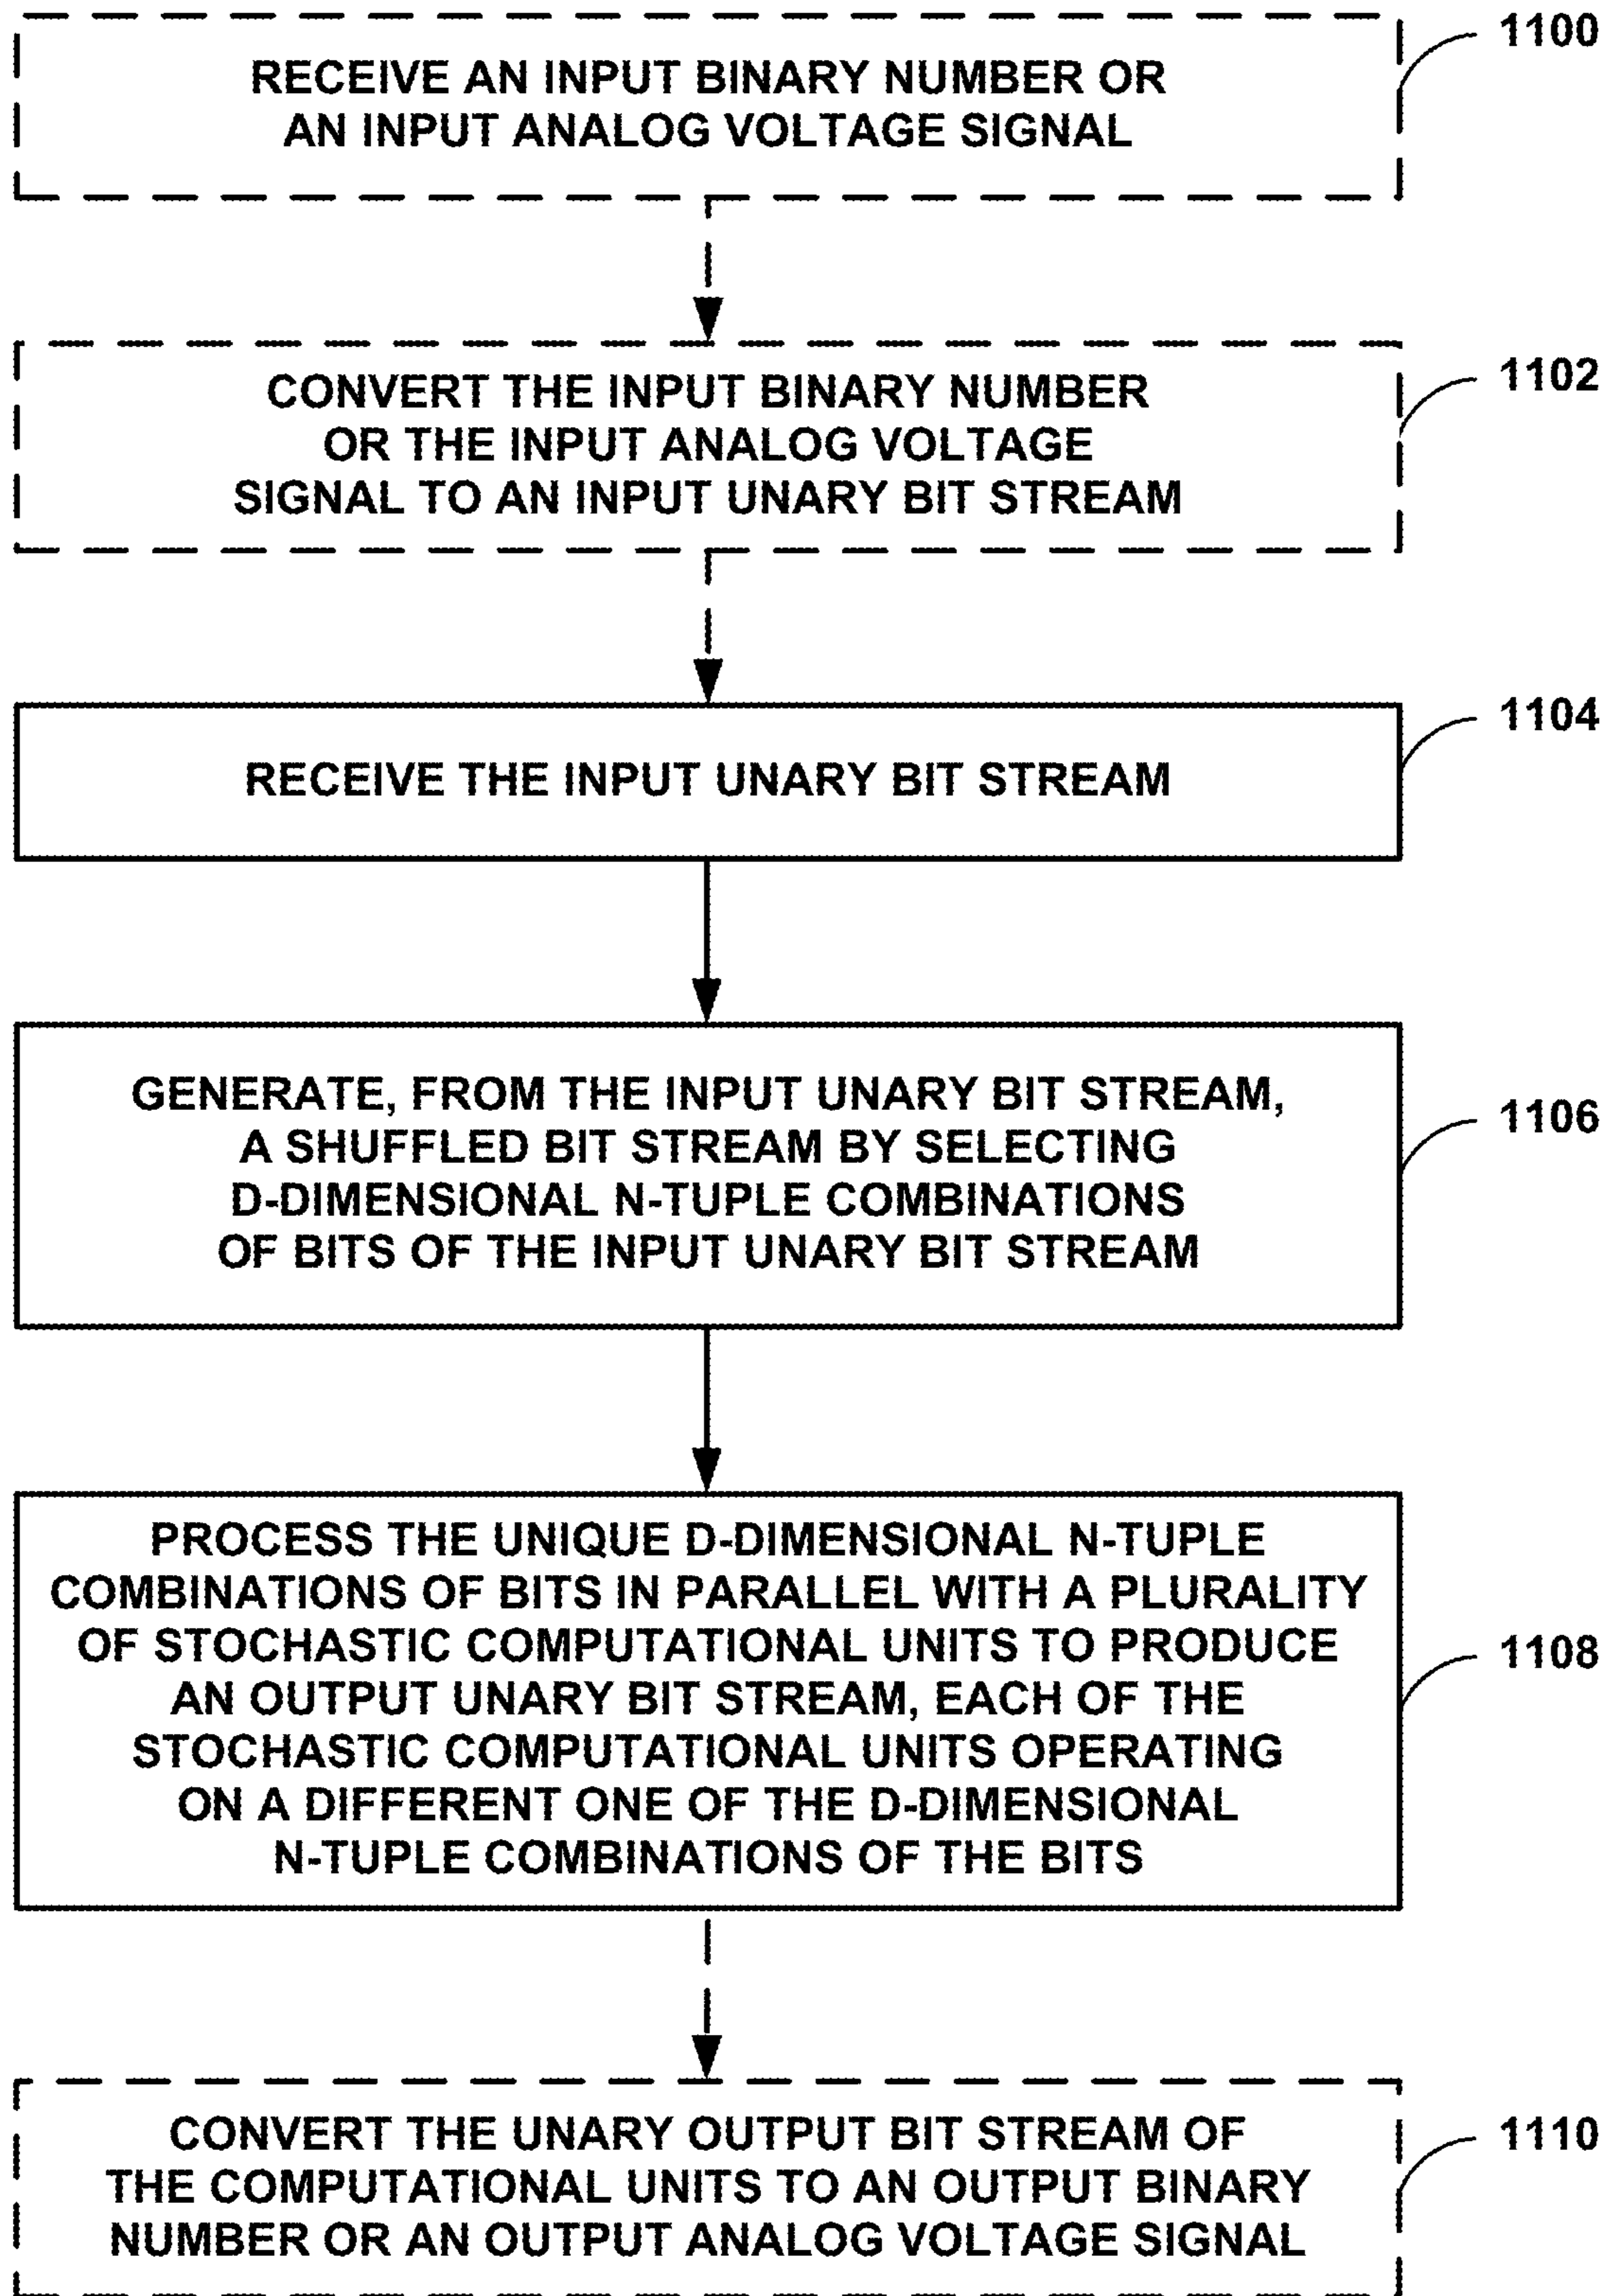 1100
RECEIVE AN INPUT BINARY NUMBER OR
AN INPUT ANALOG VOLTAGE SIGNAL
1102
CONVERT THE INPUT BINARY NUMBER
OR THE INPUT ANALOG VOLTAGE
SIGNAL TO AN INPUT UNARY BIT STREAM
1104
RECEIVE THE INPUT UNARY BIT STREAM
1106
GENERATE, FROM THE INPUT UNARY BIT STREAM,
A SHUFFLED BIT STREAM BY SELECTING
D-DIMENSIONAL N-TUPLE COMBINATIONS
OF BITS OF THE INPUT UNARY BIT STREAM
1108
PROCESS THE UNIQUE D-DIMENSIONAL N-TUPLE
COMBINATIONS OF BITS IN PARALLEL WITH A PLURALITY
OF STOCHASTIC COMPUTATIONAL UNITS TO PRODUCE
AN OUTPUT UNARY BIT STREAM, EACH OF THE
STOCHASTIC COMPUTATIONAL UNITS OPERATING
ON A DIFFERENT ONE OF THE D-DIMENSIONAL
N-TUPLE COMBINATIONS OF THE BITS
1110
CONVERT THE UNARY OUTPUT BIT STREAM OF
THE COMPUTATIONAL UNITS TO AN OUTPUT BINARY
NUMBER OR AN OUTPUT ANALOG VOLTAGE SIGNAL